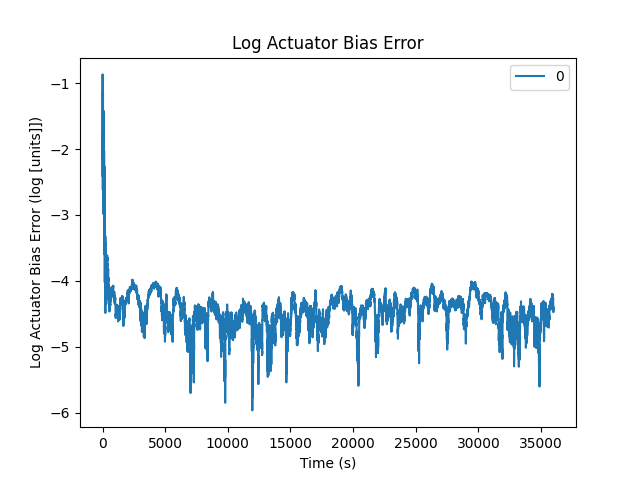 Log Actuator Bias Error
0
Log Actuator Bias Error (log [units]])
−1
−2
−3
−4
−5
−6
0 5000 10000 15000 20000 25000 30000 35000
Time (s)